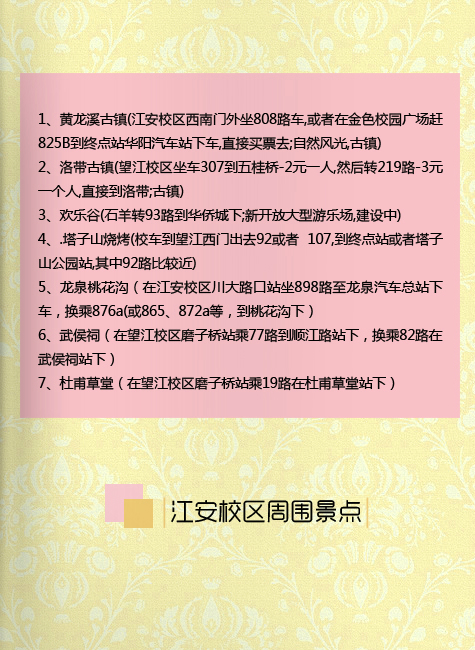 1、黄龙溪古镇(江安校区西南门外坐808路车,或者在金色校园广场赶
825B到终点站华阳汽车站下车,直接买票去;自然风光,古镇)
2、洛带古镇(望江校区坐车307到五桂桥-2元一人,然后转219路-3元
一个人,直接到洛带;古镇)
3、欢乐谷(石羊转93路到华侨城下;新开放大型游乐场,建设中)
4、.塔子山烧烤(校车到望江西门出去92或者 107,到终点站或者塔子
山公园站,其中92路比较近)
5、龙泉桃花沟（在江安校区川大路口站坐898路至龙泉汽车总站下
车，换乘876a(或865、872a等，到桃花沟下）
6、武侯祠（在望江校区磨子桥站乘77路到顺江路站下，换乘82路在
武侯祠站下）
7、杜甫草堂（在望江校区磨子桥站乘19路在杜甫草堂站下）
江安校区周围景点